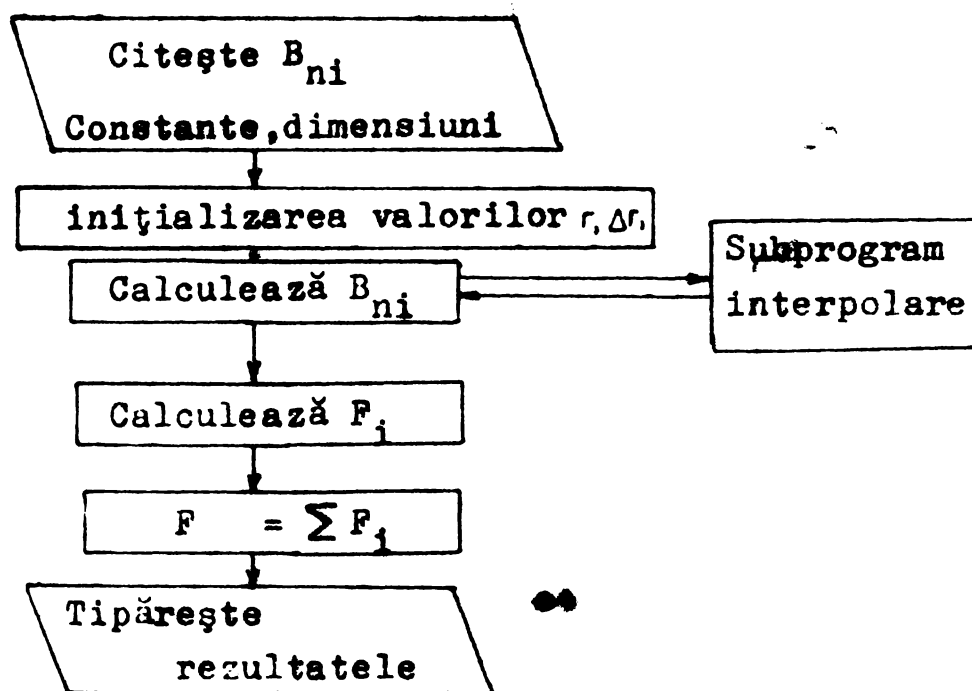 Citeşte B_ni
Constante,dimensiuni
iniţializarea valorilor r, Δr,
Calculează B_ni
Subprogram
interpolare
Calculează F_i
F = ∑ F_i
Tipăreşte
rezultatele